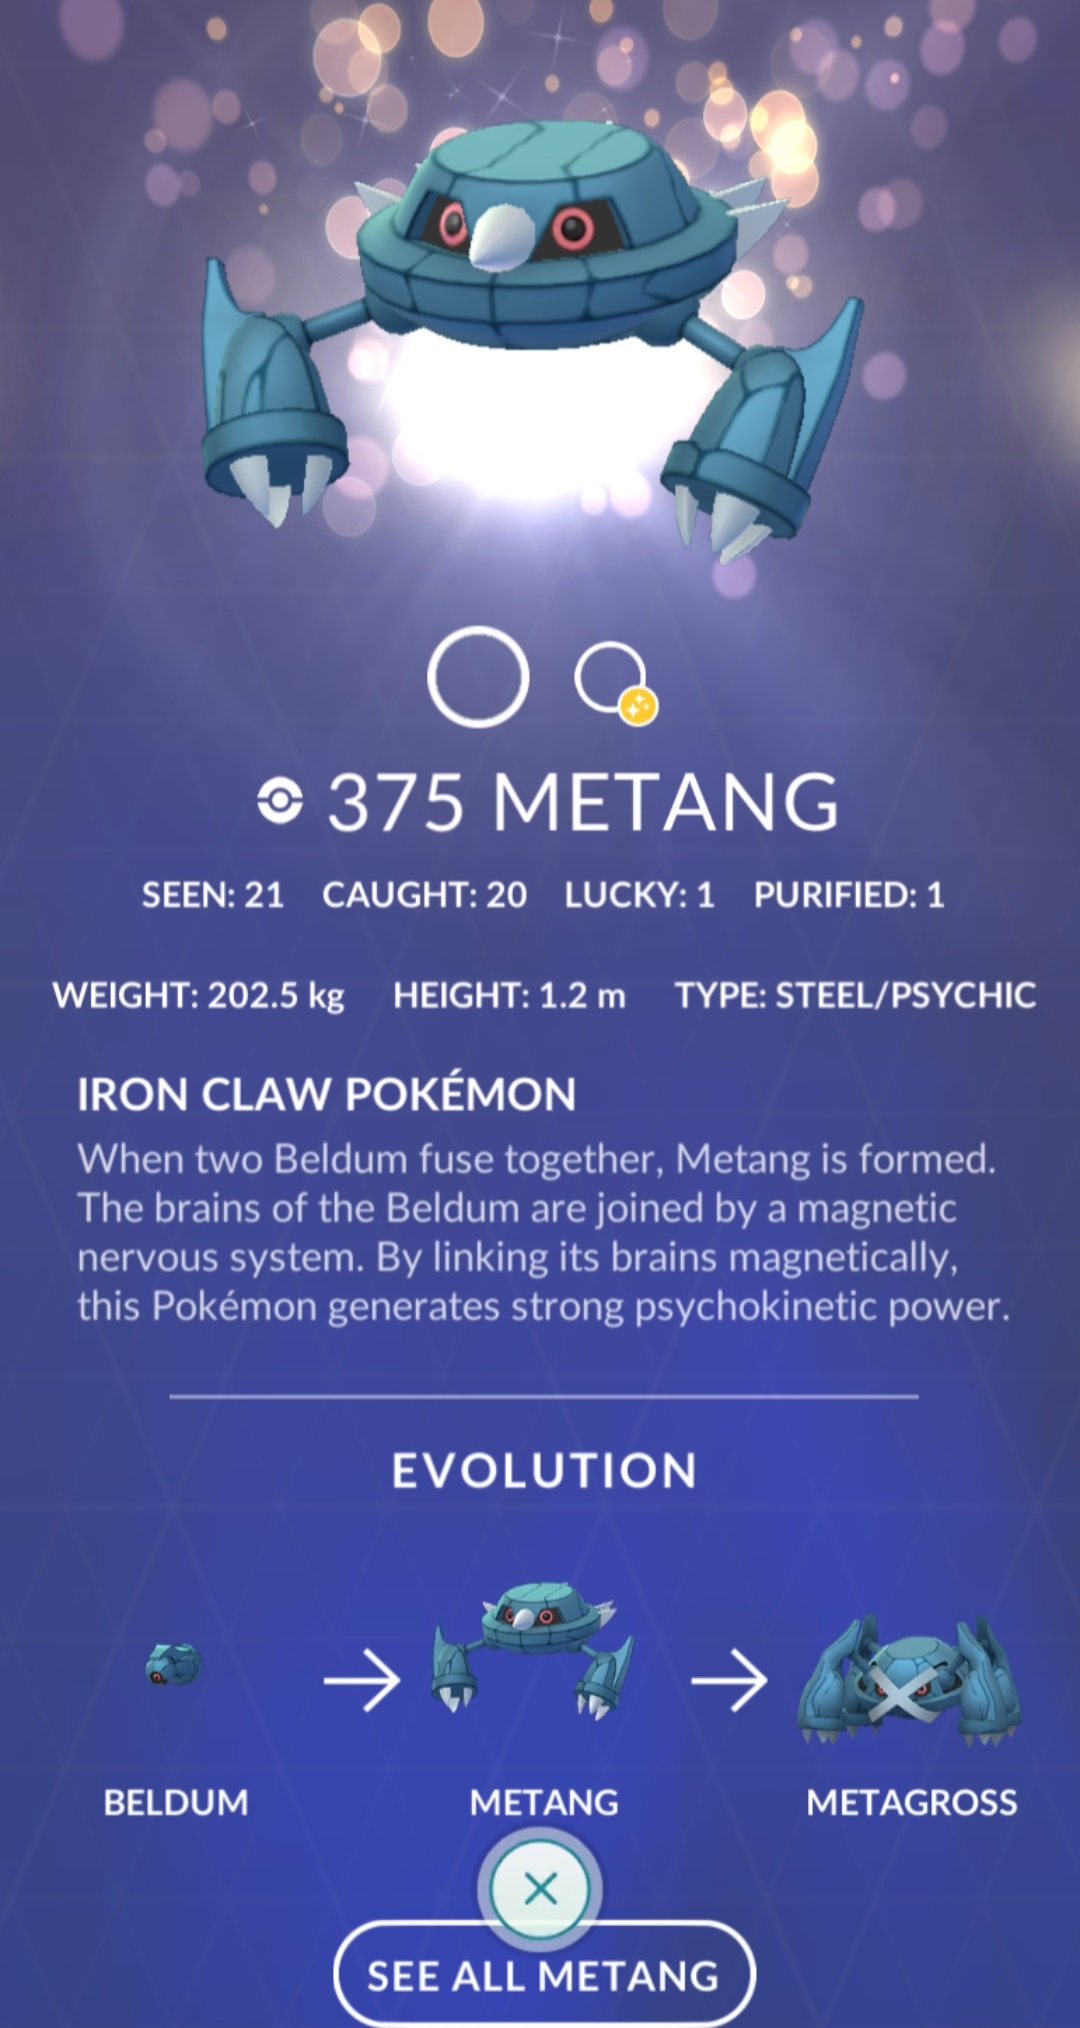 375 METANG
SEEN: 21 CAUGHT: 20 LUCKY: 1 PURIFIED: 1
WEIGHT: 202.5 kg HEIGHT: 1.2 m TYPE: STEEL/PSYCHIC
IRON CLAW POKÉMON
When two Beldum fuse together, Metang is formed.
The brains of the Beldum are joined by a magnetic
nervous system. By linking its brains magnetically,
this Pokémon generates strong psychokinetic power.
EVOLUTION
BELDUM METANG METAGROSS
SEE ALL METANG